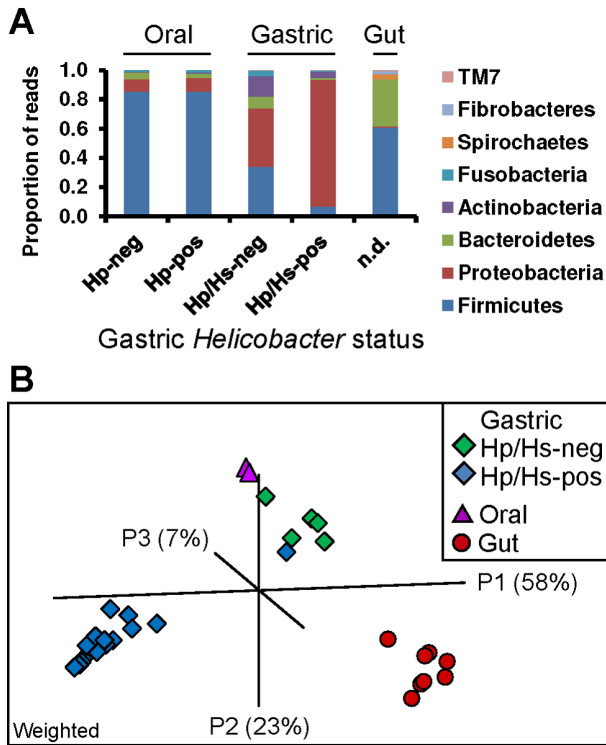 A
Oral Gastric Gut
Proportion of reads
1.0
0.8
0.6
0.4
0.2
0.0
Hp-neg
Hp-pos
Hp/Hs-neg
Hp/Hs-pos
n.d.
Gastric Helicobacter status
TM7
Fibrobacteres
Spirochaetes
Fusobacteria
Actinobacteria
Bacteroidetes
Proteobacteria
Firmicutes
B
Gastric
Hp/Hs-neg
Hp/Hs-pos
Oral
Gut
P3 (7%)
P1 (58%)
P2 (23%)
Weighted